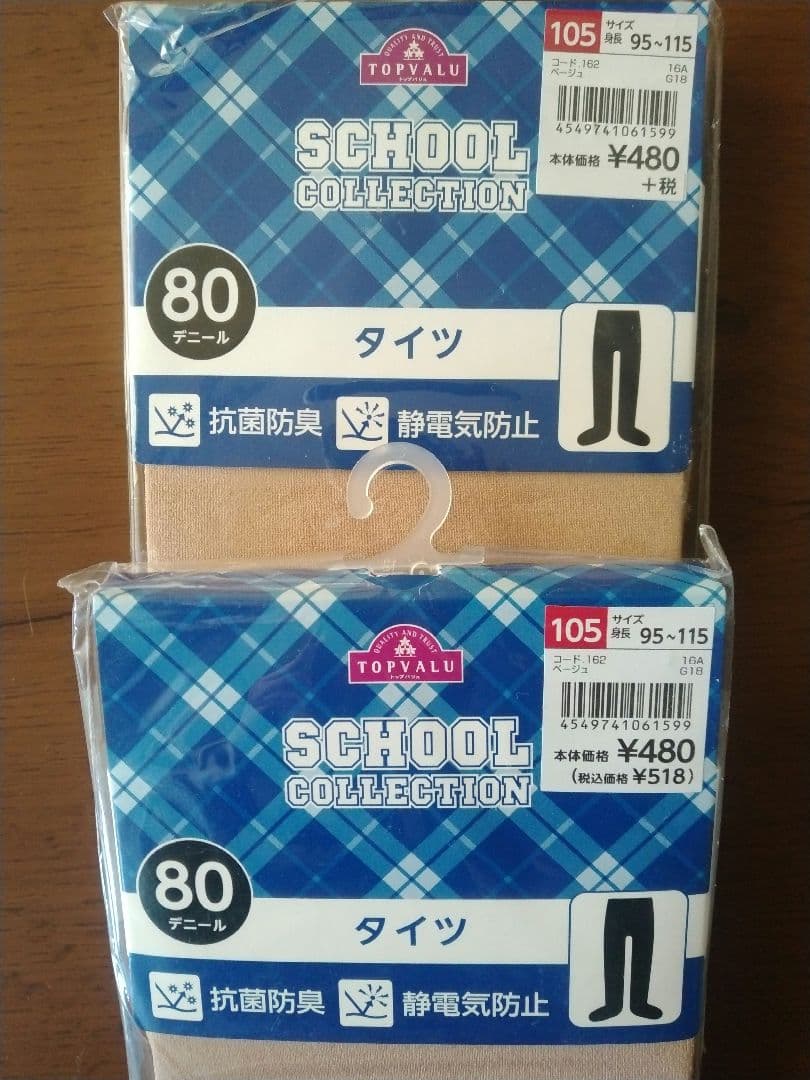 QUALITY AND TRUST
TOPVALU
トップバリュ
SCHOOL
COLLECTION
105 サイズ 身長 95~115
コード.162 16A
ベージュ G18
4549741061599
本体価格 ¥480
+税
80
デニール
タイツ
抗菌防臭 静電気防止
QUALITY AND TRUST
TOPVALU
トップバリュ
SCHOOL
COLLECTION
105 サイズ 身長 95~115
コード.162 16A
ベージュ G18
4549741061599
本体価格 ¥480
(税込価格 ¥518)
80
デニール
タイツ
抗菌防臭 静電気防止